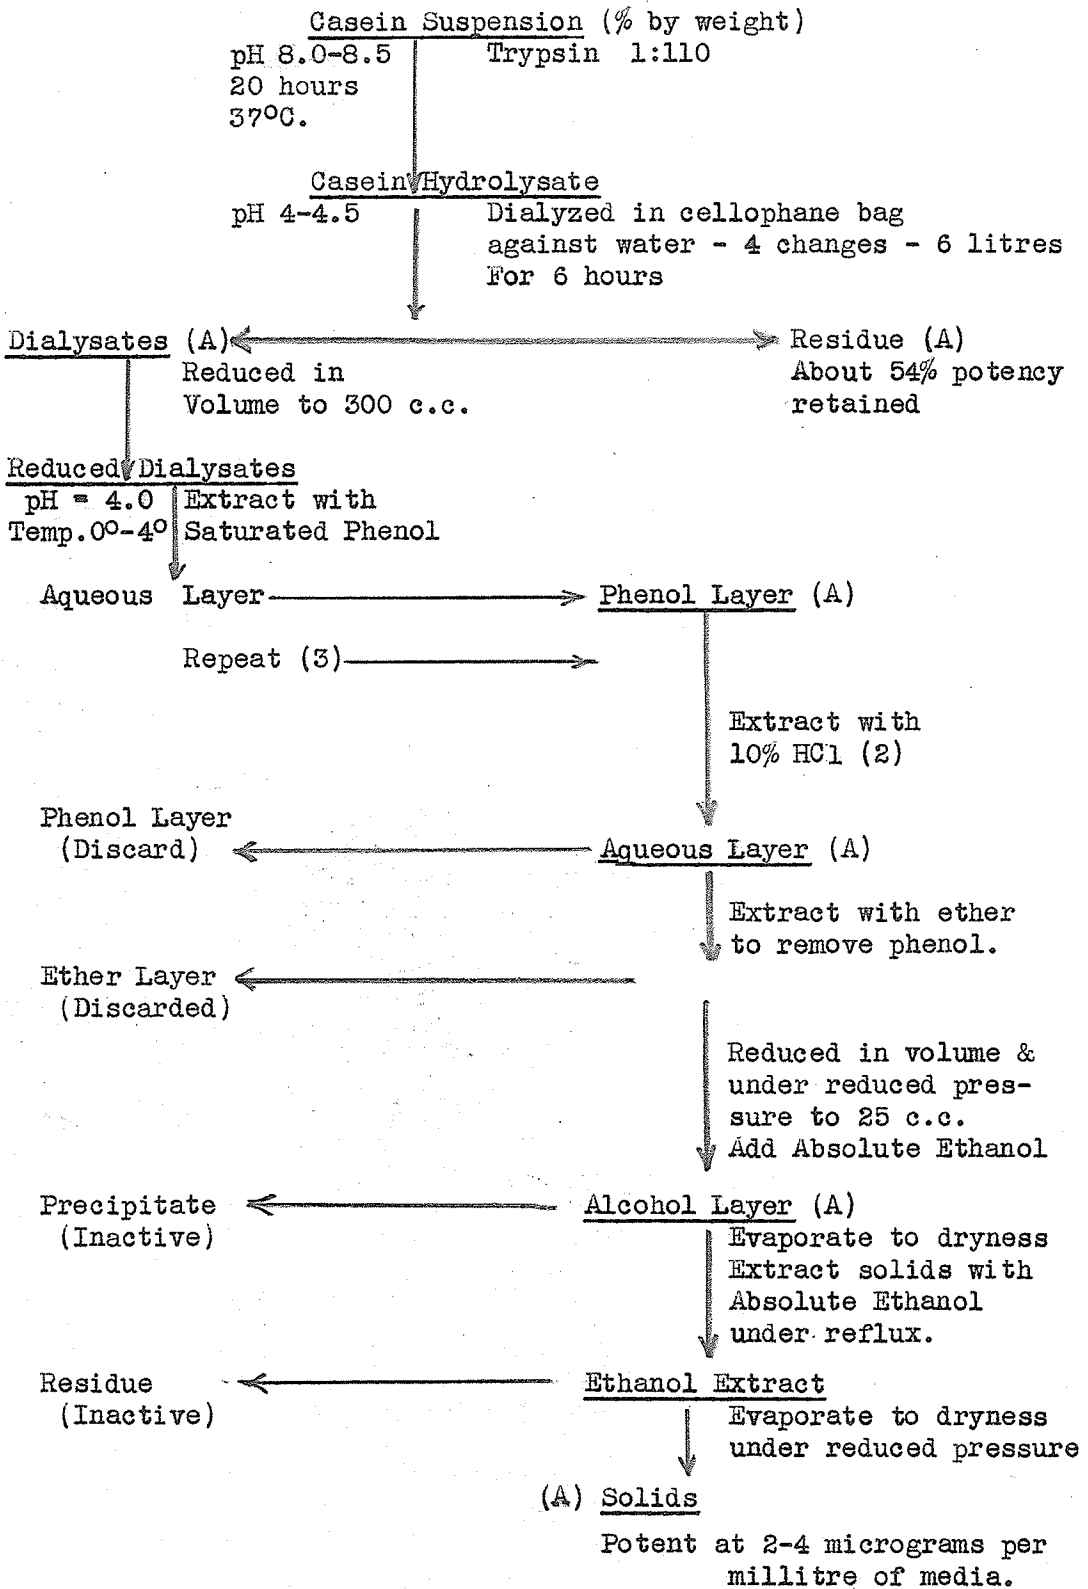 Casein Suspension (% by weight)
pH 8.0-8.5 Trypsin 1:110
20 hours
37°C.
Casein Hydrolysate
pH 4-4.5 Dialyzed in cellophane bag
against water - 4 changes - 6 litres
For 6 hours
Dialysates (A) Residue (A)
Reduced in About 54% potency
Volume to 300 c.c. retained
Reduced Dialysates
pH = 4.0 Extract with
Temp.0°-4° Saturated Phenol
Aqueous Layer Phenol Layer (A)
Repeat (3)
Extract with
10% HCl (2)
Phenol Layer
(Discard) Aqueous Layer (A)
Extract with ether
to remove phenol.
Ether Layer
(Discarded)
Reduced in volume &
under reduced pres-
sure to 25 c.c.
Add Absolute Ethanol
Precipitate Alcohol Layer (A)
(Inactive) Evaporate to dryness
Extract solids with
Absolute Ethanol
under reflux.
Residue Ethanol Extract
(Inactive) Evaporate to dryness
under reduced pressure
(A) Solids
Potent at 2-4 micrograms per
millitre of media.